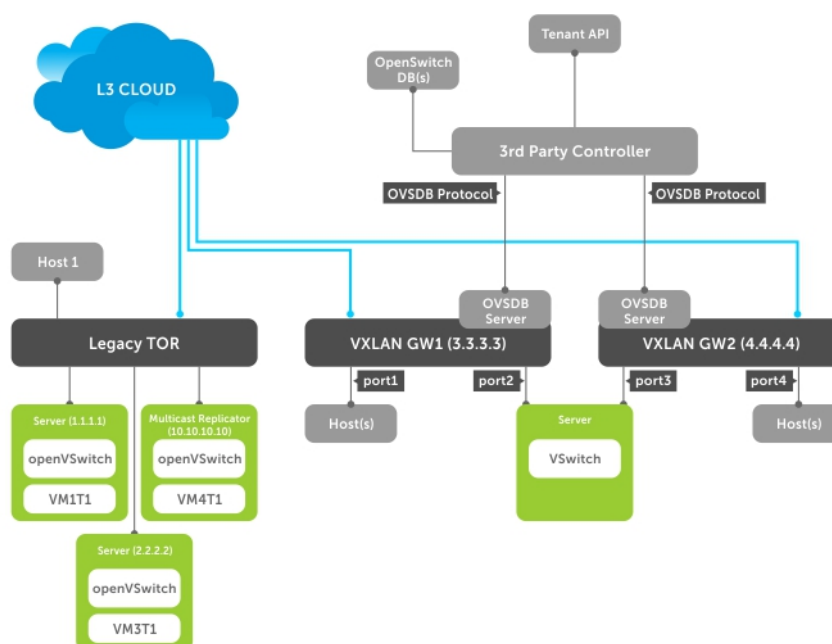 Tenant API
OpenSwitch
DB(s)
L3 CLOUD
3rd Party Controller
OVSDB Protocol
OVSDB Protocol
Host 1
OVSDB
Server
OVSDB
Server
Legacy TOR
VXLAN GW1 (3.3.3.3)
VXLAN GW2 (4.4.4.4)
port1
port2
port3
port4
Server (1.1.1.1)
openVSwitch
VM1T1
Multicast Replicator
(10.10.10.10)
openVSwitch
VM4T1
Host(s)
Server
VSwitch
Host(s)
Server (2.2.2.2)
openVSwitch
VM3T1